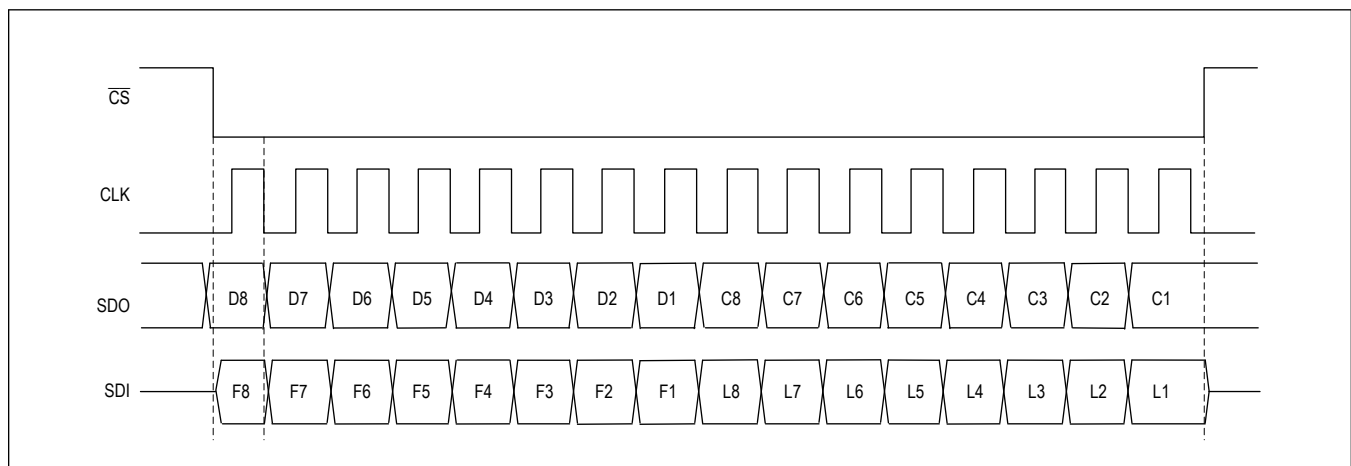 C̅S̅
CLK
SDO D8 D7 D6 D5 D4 D3 D2 D1 C8 C7 C6 C5 C4 C3 C2 C1
SDI F8 F7 F6 F5 F4 F3 F2 F1 L8 L7 L6 L5 L4 L3 L2 L1